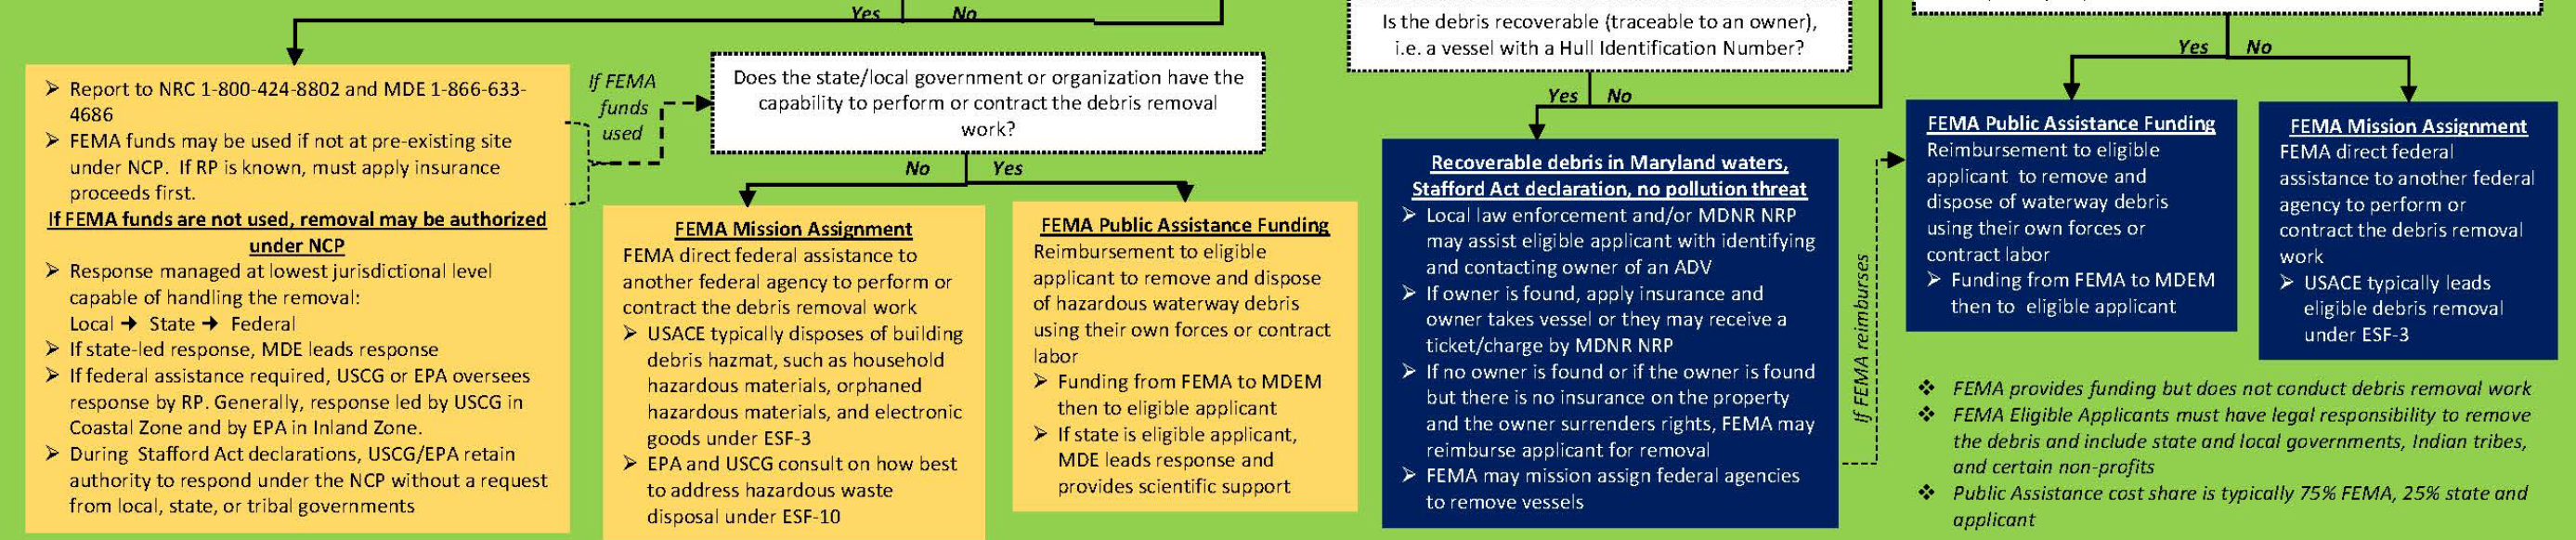 Yes
No
➢ Report to NRC 1-800-424-8802 and MDE 1-866-633-
4686
➢ FEMA funds may be used if not at pre-existing site
under NCP. If RP is known, must apply insurance
proceeds first.
If FEMA funds are not used, removal may be authorized
under NCP
➢ Response managed at lowest jurisdictional level
capable of handling the removal:
Local → State → Federal
➢ If state-led response, MDE leads response
➢ If federal assistance required, USCG or EPA oversees
response by RP. Generally, response led by USCG in
Coastal Zone and by EPA in Inland Zone.
➢ During Stafford Act declarations, USCG/EPA retain
authority to respond under the NCP without a request
from local, state, or tribal governments
If FEMA
funds
used
Does the state/local government or organization have the
capability to perform or contract the debris removal
work?
No
Yes
FEMA Mission Assignment
FEMA direct federal assistance to
another federal agency to perform or
contract the debris removal work
➢ USACE typically disposes of building
debris hazmat, such as household
hazardous materials, orphaned
hazardous materials, and electronic
goods under ESF-3
➢ EPA and USCG consult on how best
to address hazardous waste
disposal under ESF-10
FEMA Public Assistance Funding
Reimbursement to eligible
applicant to remove and dispose
of hazardous waterway debris
using their own forces or contract
labor
➢ Funding from FEMA to MDEM
then to eligible applicant
➢ If state is eligible applicant,
MDE leads response and
provides scientific support
Is the debris recoverable (traceable to an owner),
i.e. a vessel with a Hull Identification Number?
Yes
No
Recoverable debris in Maryland waters,
Stafford Act declaration, no pollution threat
➢ Local law enforcement and/or MDNR NRP
may assist eligible applicant with identifying
and contacting owner of an ADV
➢ If owner is found, apply insurance and
owner takes vessel or they may receive a
ticket/charge by MDNR NRP
➢ If no owner is found or if the owner is found
but there is no insurance on the property
and the owner surrenders rights, FEMA may
reimburse applicant for removal
➢ FEMA may mission assign federal agencies
to remove vessels
If FEMA reimburses
Yes
No
FEMA Public Assistance Funding
Reimbursement to eligible
applicant to remove and
dispose of waterway debris
using their own forces or
contract labor
➢ Funding from FEMA to MDEM
then to eligible applicant
FEMA Mission Assignment
FEMA direct federal
assistance to another federal
agency to perform or
contract the debris removal
work
➢ USACE typically leads
eligible debris removal
under ESF-3
❖ FEMA provides funding but does not conduct debris removal work
❖ FEMA Eligible Applicants must have legal responsibility to remove
the debris and include state and local governments, Indian tribes,
and certain non-profits
❖ Public Assistance cost share is typically 75% FEMA, 25% state and
applicant